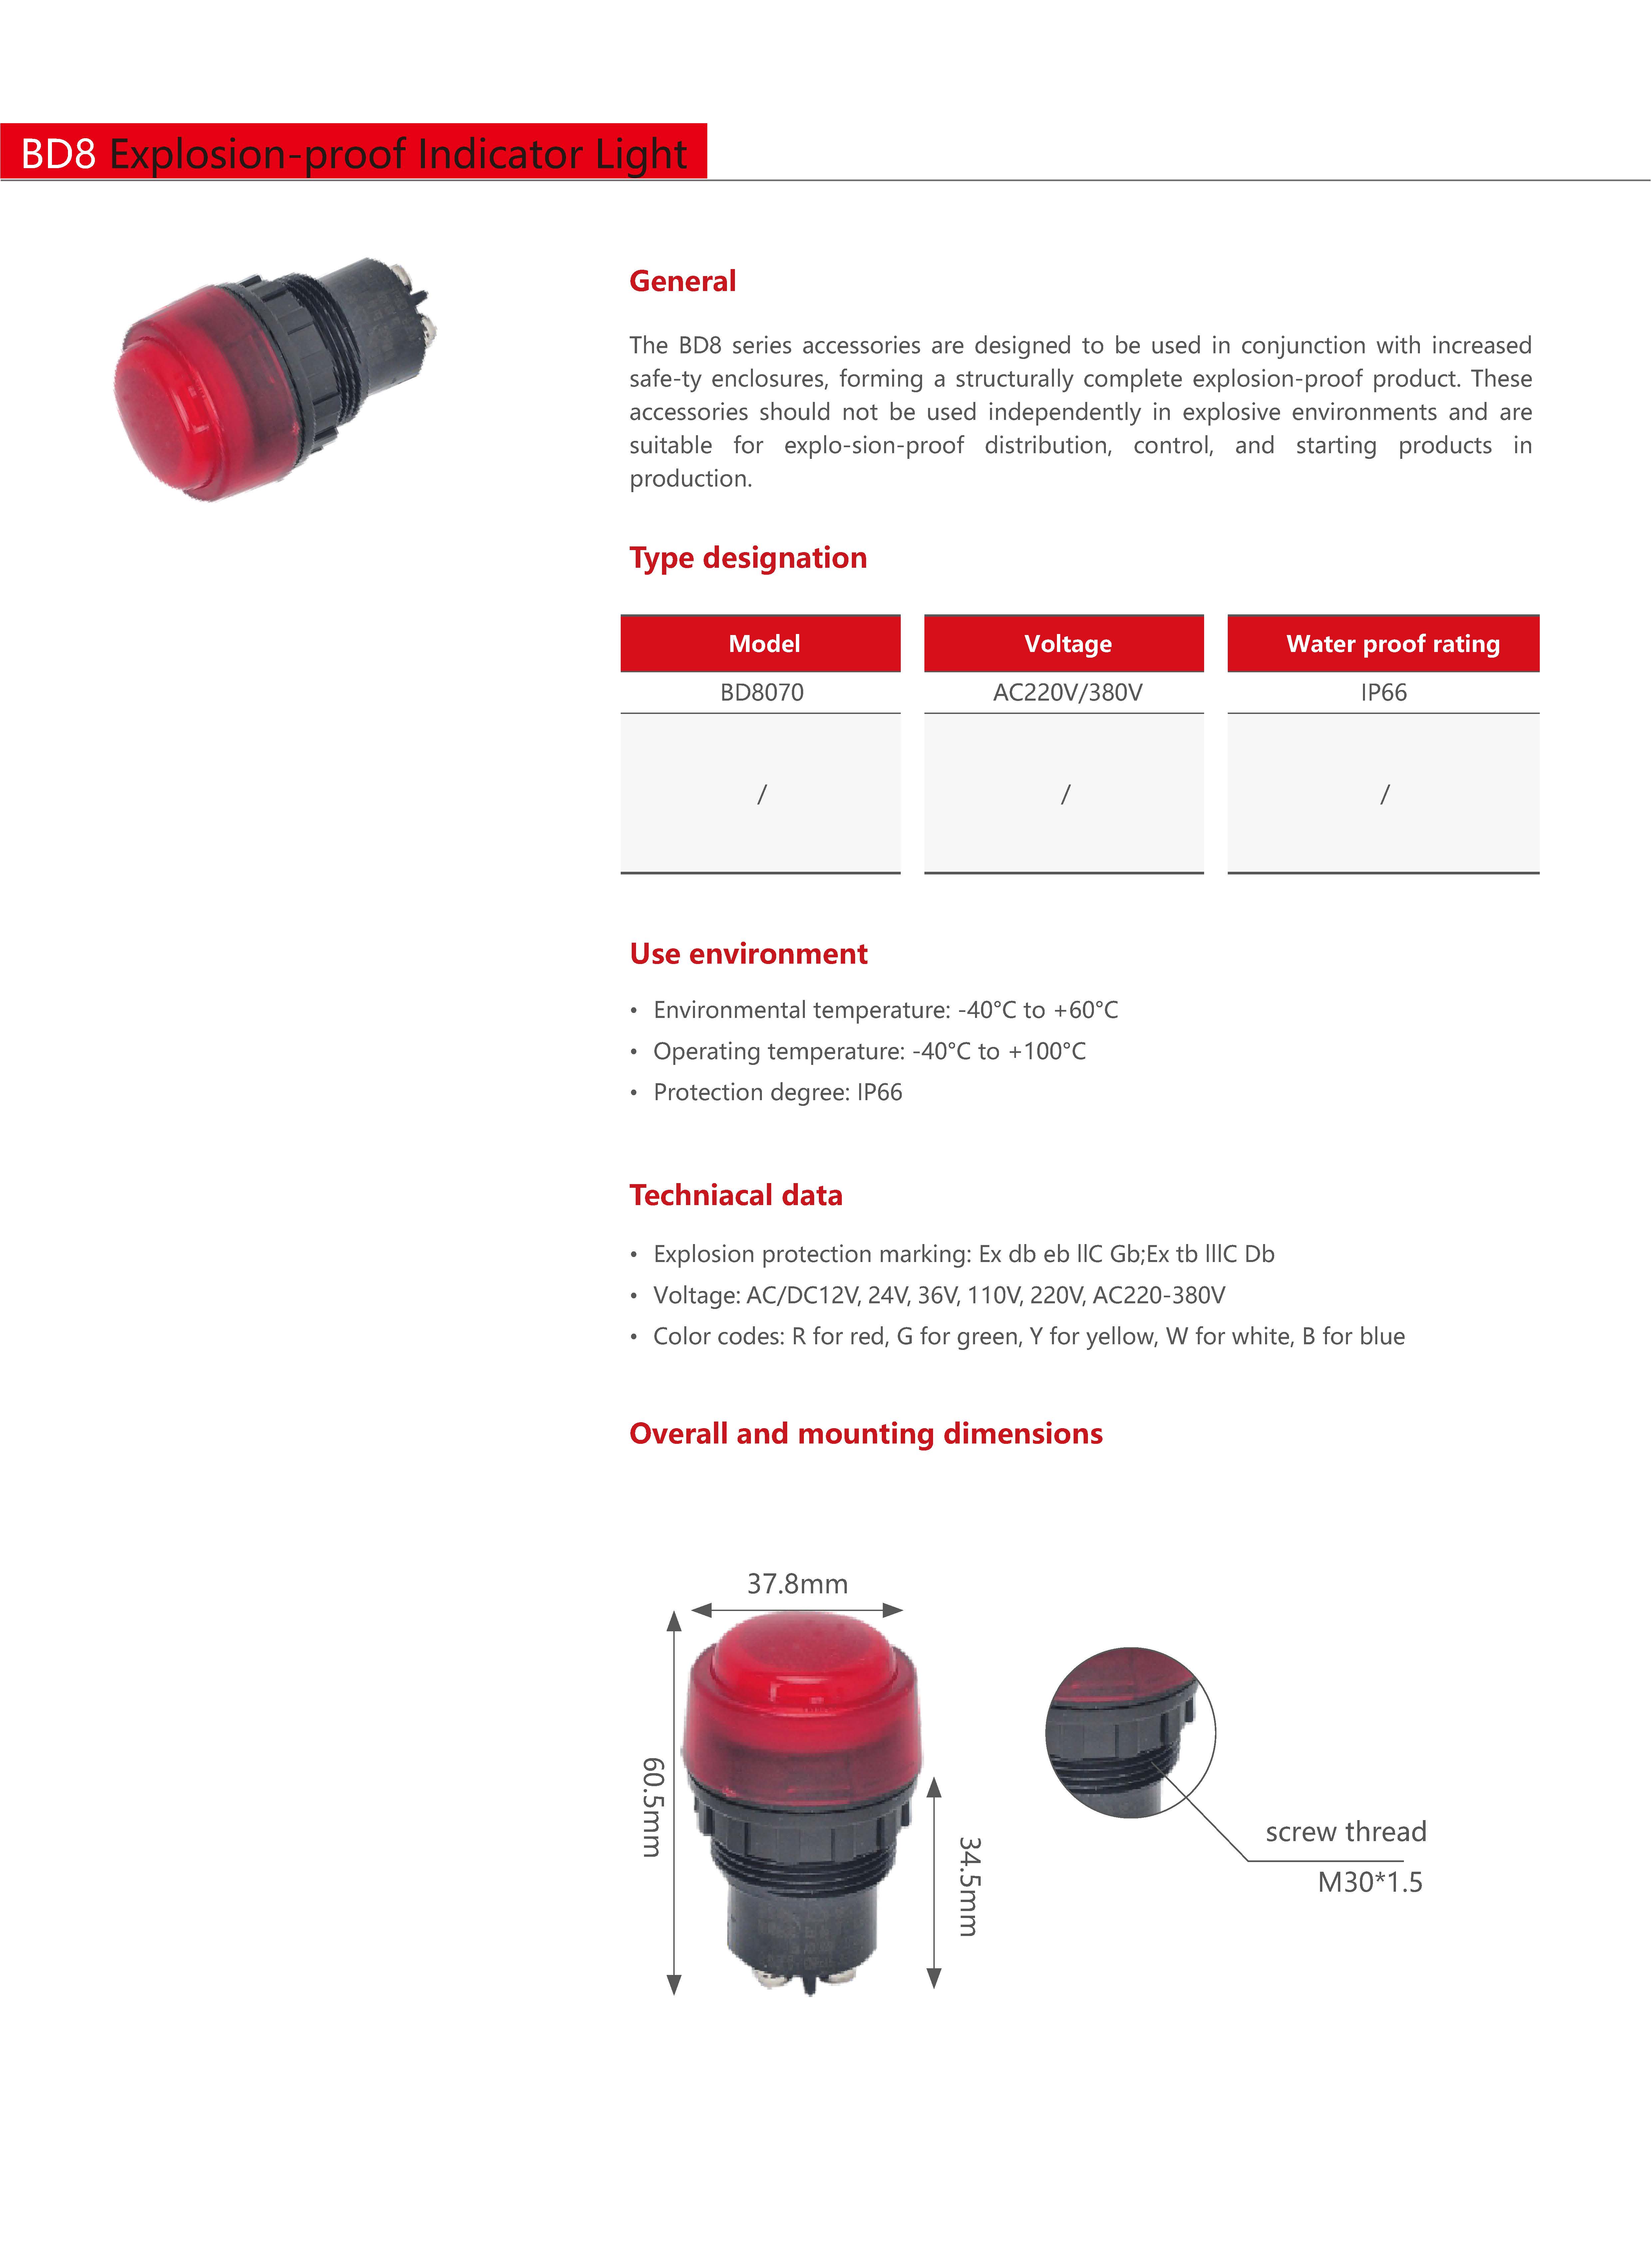 BD8 Explosion-proof Indicator Light
General
The BD8 series accessories are designed to be used in conjunction with increased
safe-ty enclosures, forming a structurally complete explosion-proof product. These
accessories should not be used independently in explosive environments and are
suitable for explo-sion-proof distribution, control, and starting products in
production.
Type designation
Model Voltage Water proof rating
BD8070 AC220V/380V IP66
/ / /
Use environment
• Environmental temperature: -40°C to +60°C
• Operating temperature: -40°C to +100°C
• Protection degree: IP66
Techniacal data
• Explosion protection marking: Ex db eb llC Gb;Ex tb lllC Db
• Voltage: AC/DC12V, 24V, 36V, 110V, 220V, AC220-380V
• Color codes: R for red, G for green, Y for yellow, W for white, B for blue
Overall and mounting dimensions
37.8mm
60.5mm
34.5mm
screw thread
M30*1.5